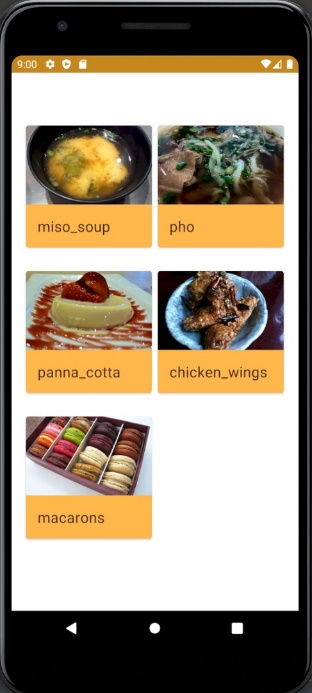 9:00
miso_soup
pho
panna_cotta
chicken_wings
macarons